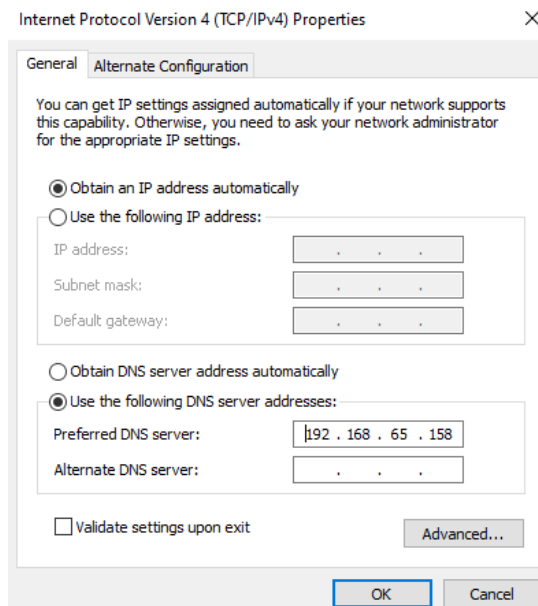 Internet Protocol Version 4 (TCP/IPv4) Properties
General
Alternate Configuration
You can get IP settings assigned automatically if your network supports
this capability. Otherwise, you need to ask your network administrator
for the appropriate IP settings.
Obtain an IP address automatically
Use the following IP address:
IP address:
. . .
Subnet mask:
. . .
Default gateway:
. . .
Obtain DNS server address automatically
Use the following DNS server addresses:
Preferred DNS server:
192 . 168 . 65 . 158
Alternate DNS server:
. . .
Validate settings upon exit
Advanced...
OK
Cancel